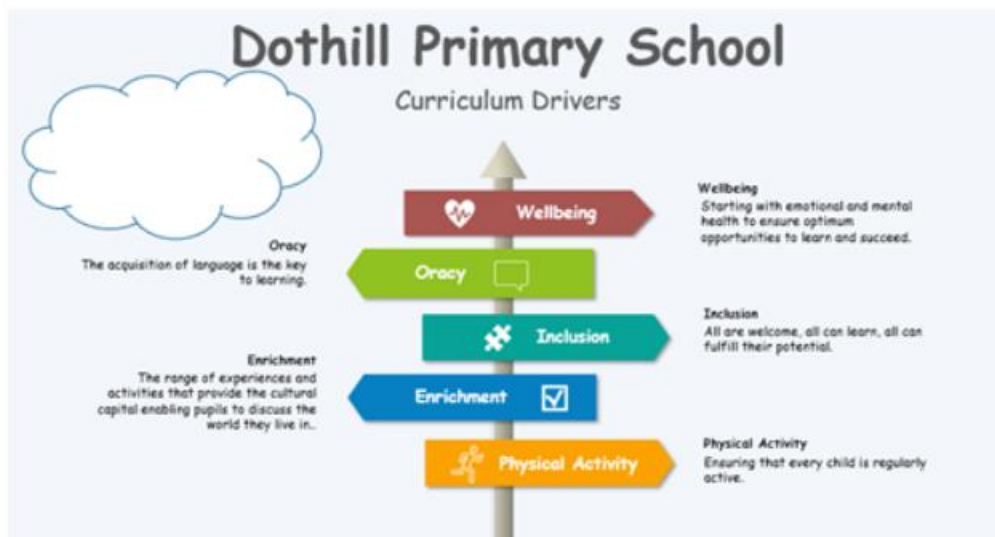 Dothill Primary School
Curriculum Drivers
Wellbeing
Wellbeing
Starting with emotional and mental
health to ensure optimum
opportunities to learn and succeed.
Oracy
The acquisition of language is the key
to learning.
Oracy
Inclusion
Inclusion
All are welcome, all can learn, all can
fulfill their potential.
Enrichment
The range of experiences and
activities that provide the cultural
capital enabling pupils to discuss the
world they live in..
Enrichment
Physical Activity
Physical Activity
Ensuring that every child is regularly
active.